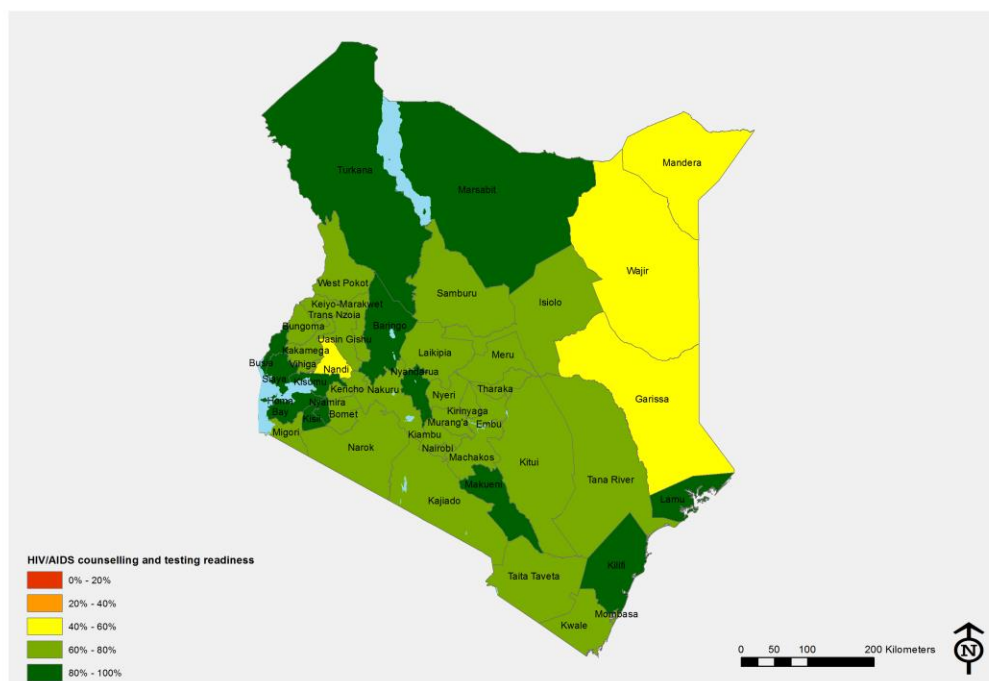 Mandera
Turkana
Marsabit
Wajir
West Pokot
Samburu
Isiolo
Keiyo-Marakwet
Trans Nzoia
Bungoma
Baringo
Uasin Gishu
Kakamega
Laikipia
Meru
Busia
Vihiga
Nandi
Nyandarua
Siaya
Kisumu
Kericho
Nakuru
Tharaka
Garissa
Homa
Bay
Nyamira
Nyeri
Kirinyaga
Kisii
Bomet
Murang'a
Embu
Migori
Kiambu
Narok
Nairobi
Machakos
Kitui
Tana River
Makueni
Kajiado
Lamu
Kilifi
Taita Taveta
Mombasa
Kwale
HIV/AIDS counselling and testing readiness
0% - 20%
20% - 40%
40% - 60%
60% - 80%
80% - 100%
0 50 100 200 Kilometers
N